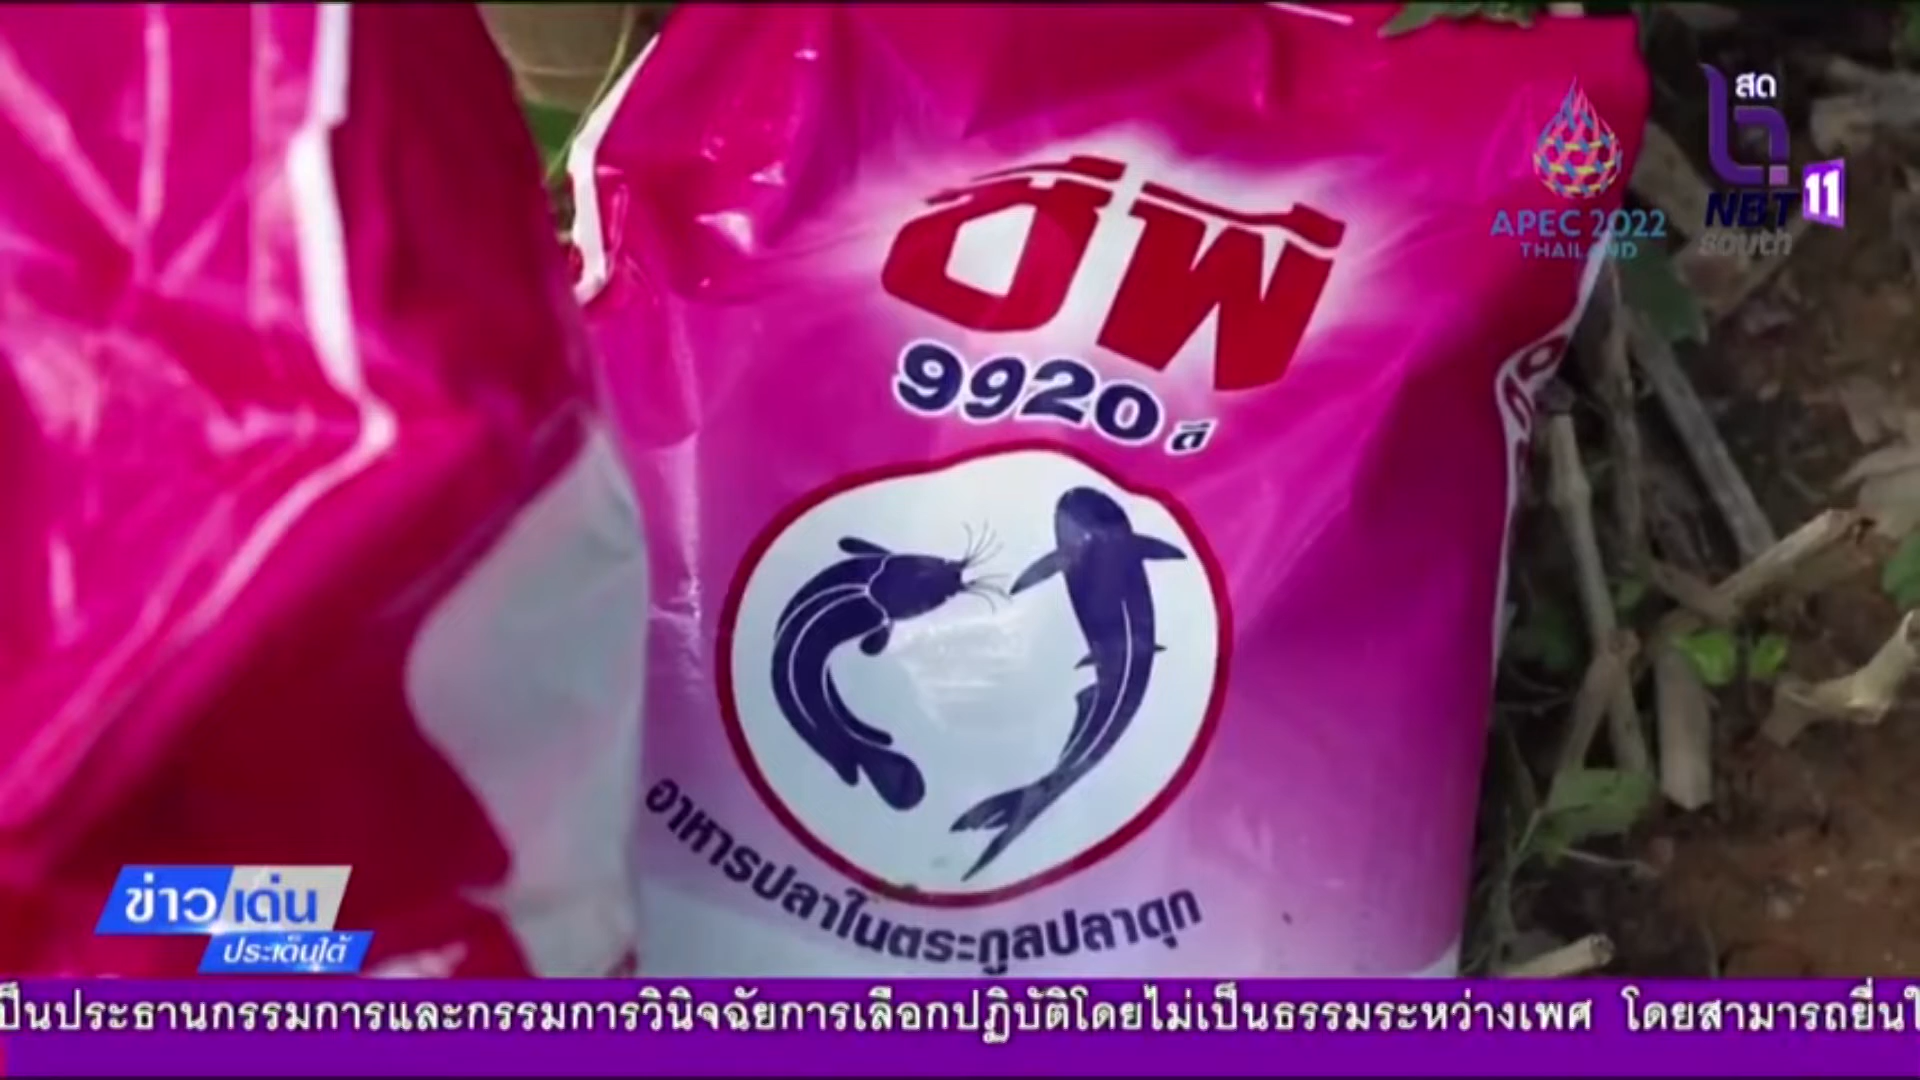 สด
APEC 2022
THAILAND
NBT 11
south
9920 ดี
อาหารปลาในตระกูลปลาดุก
ข่าวเด่น
ประเด็นใต้
ป็นประธานกรรมการและกรรมการวินิจฉัยการเลือกปฏิบัติโดยไม่เป็นธรรมระหว่างเพศ โดยสามารถยื่นใ